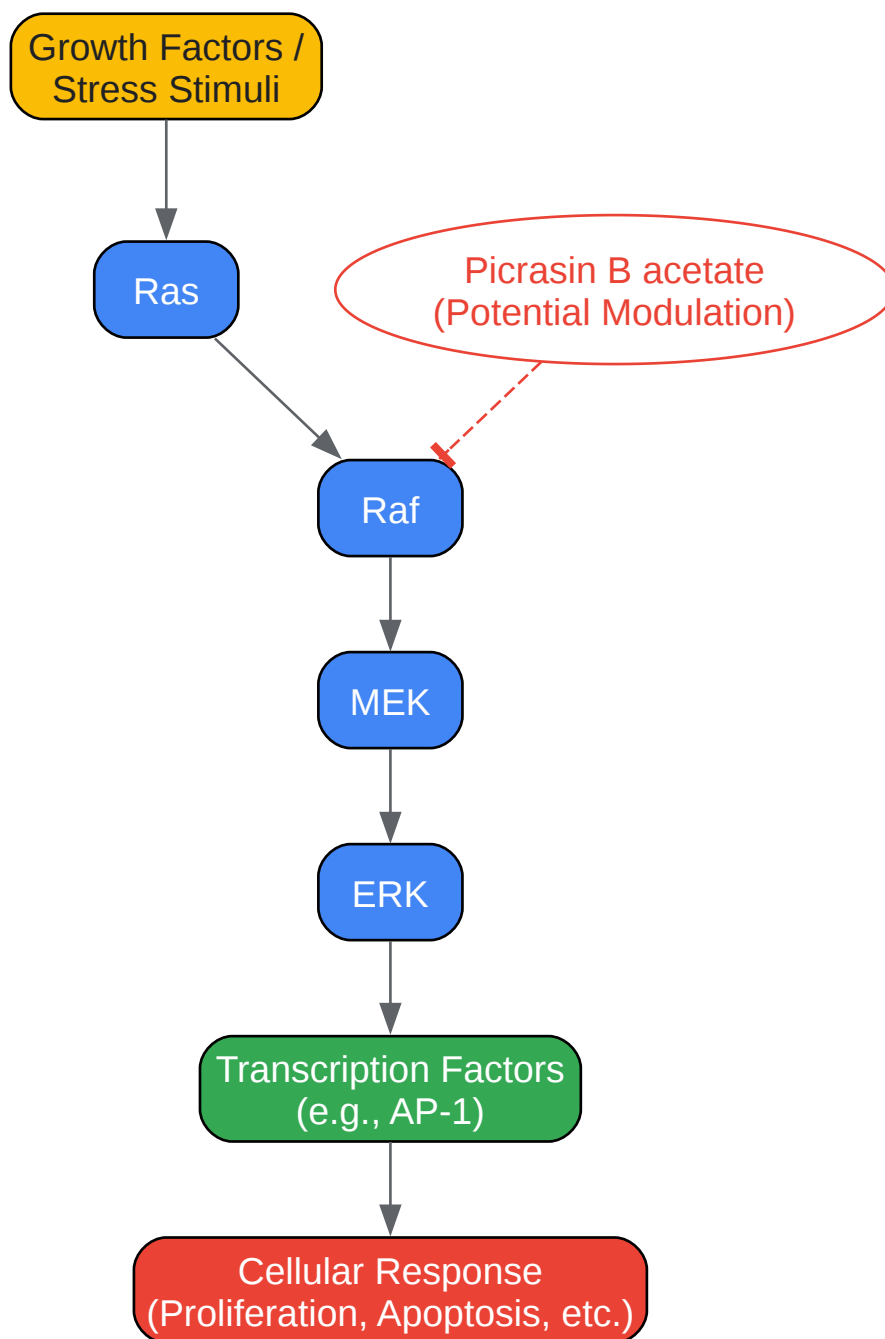 Growth Factors /
Stress Stimuli
Ras
Picrasin B acetate
(Potential Modulation)
Raf
MEK
ERK
Transcription Factors
(e.g., AP-1)
Cellular Response
(Proliferation, Apoptosis, etc.)